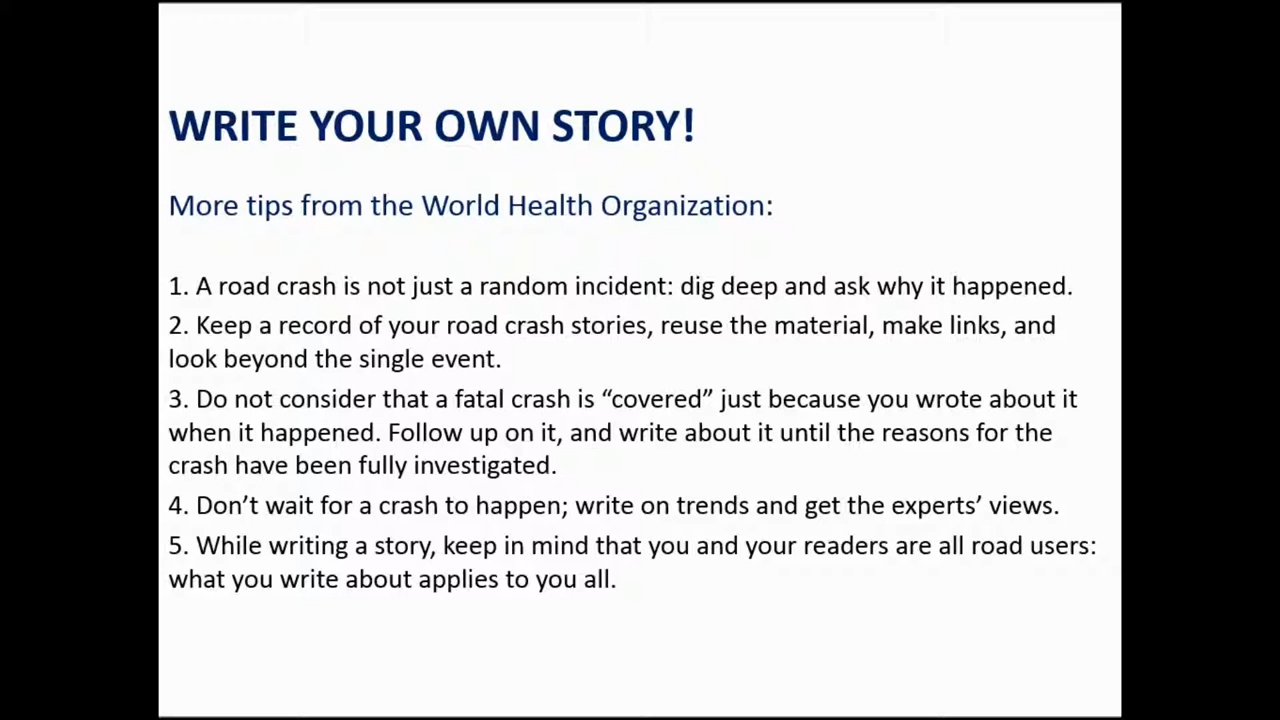 WRITE YOUR OWN STORY!
More tips from the World Health Organization:
1. A road crash is not just a random incident: dig deep and ask why it happened.
2. Keep a record of your road crash stories, reuse the material, make links, and
look beyond the single event.
3. Do not consider that a fatal crash is “covered” just because you wrote about it
when it happened. Follow up on it, and write about it until the reasons for the
crash have been fully investigated.
4. Don’t wait for a crash to happen; write on trends and get the experts’ views.
5. While writing a story, keep in mind that you and your readers are all road users:
what you write about applies to you all.